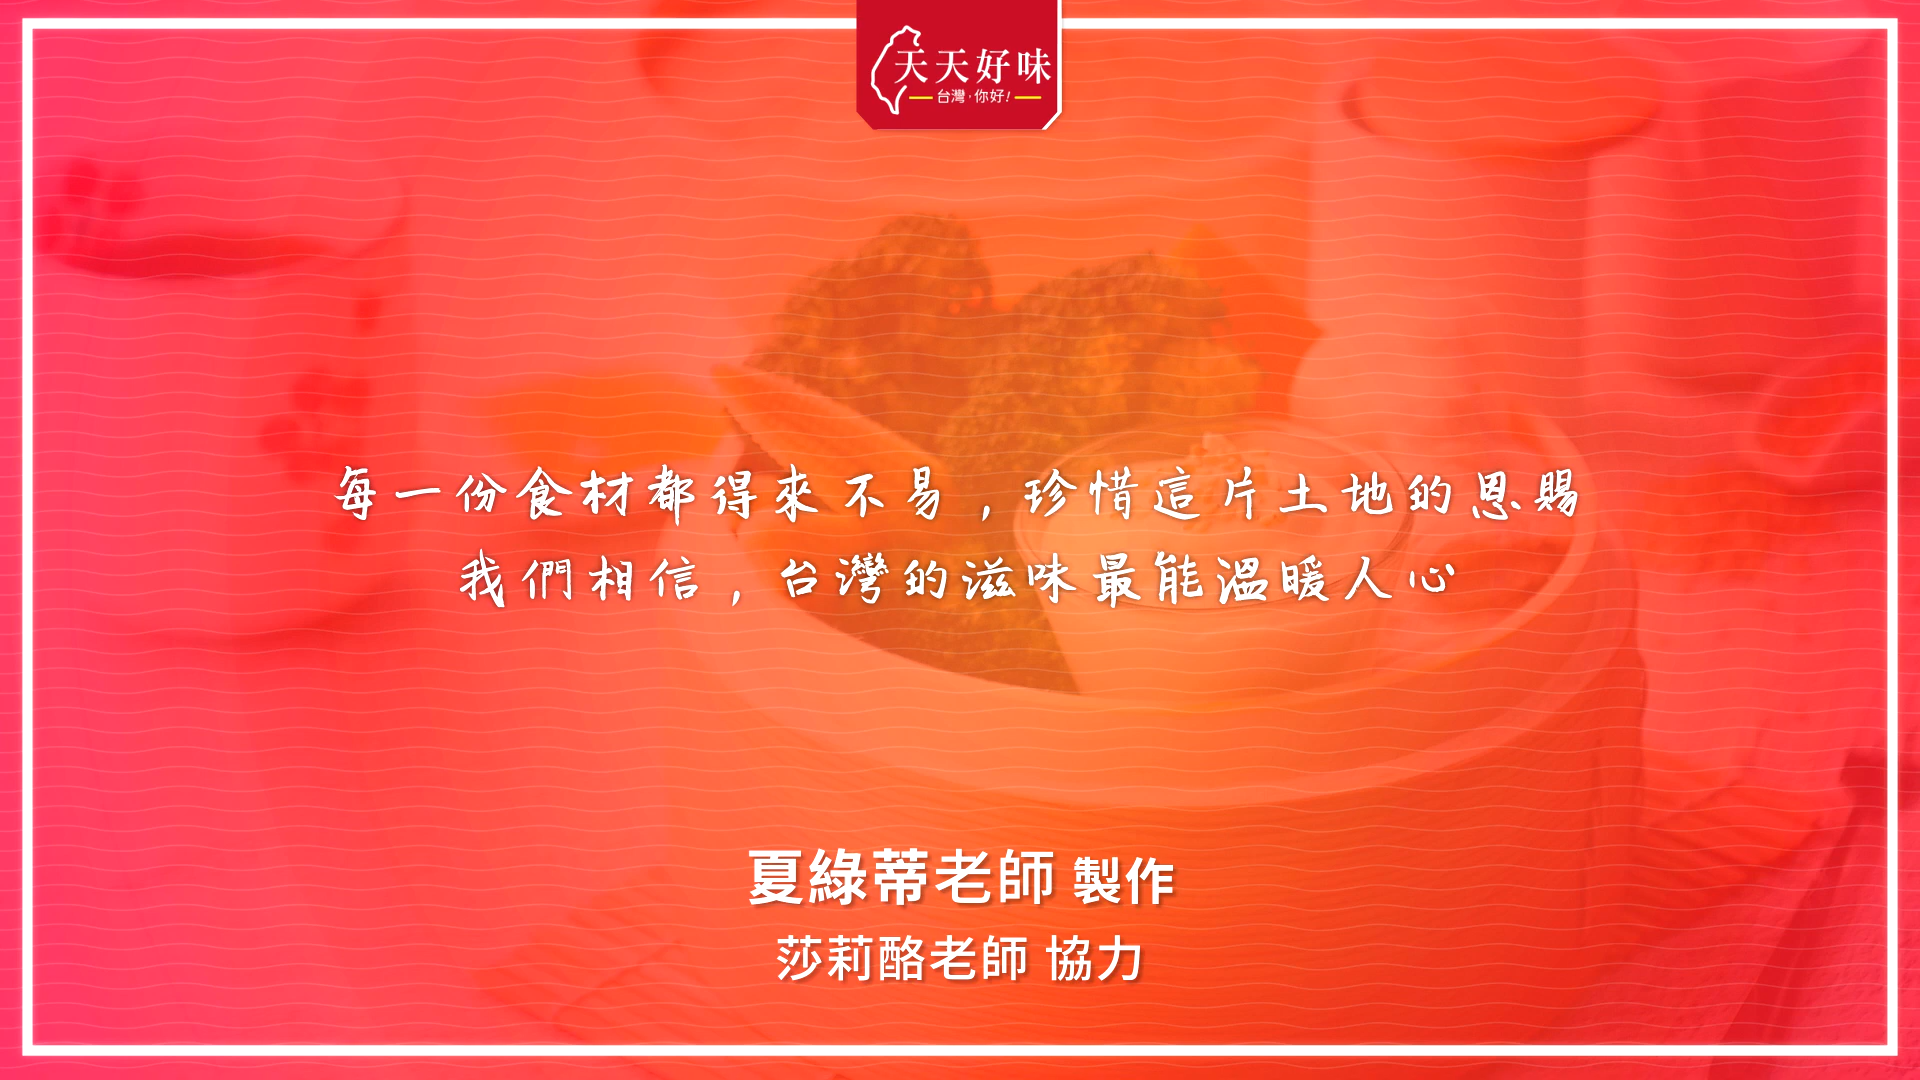 天天好味
台灣，你好!
每一份食材都得來不易，珍惜這片土地的恩賜
我們相信，台灣的滋味最能溫暖人心
夏綠蒂老師 製作
莎莉酪老師 協力